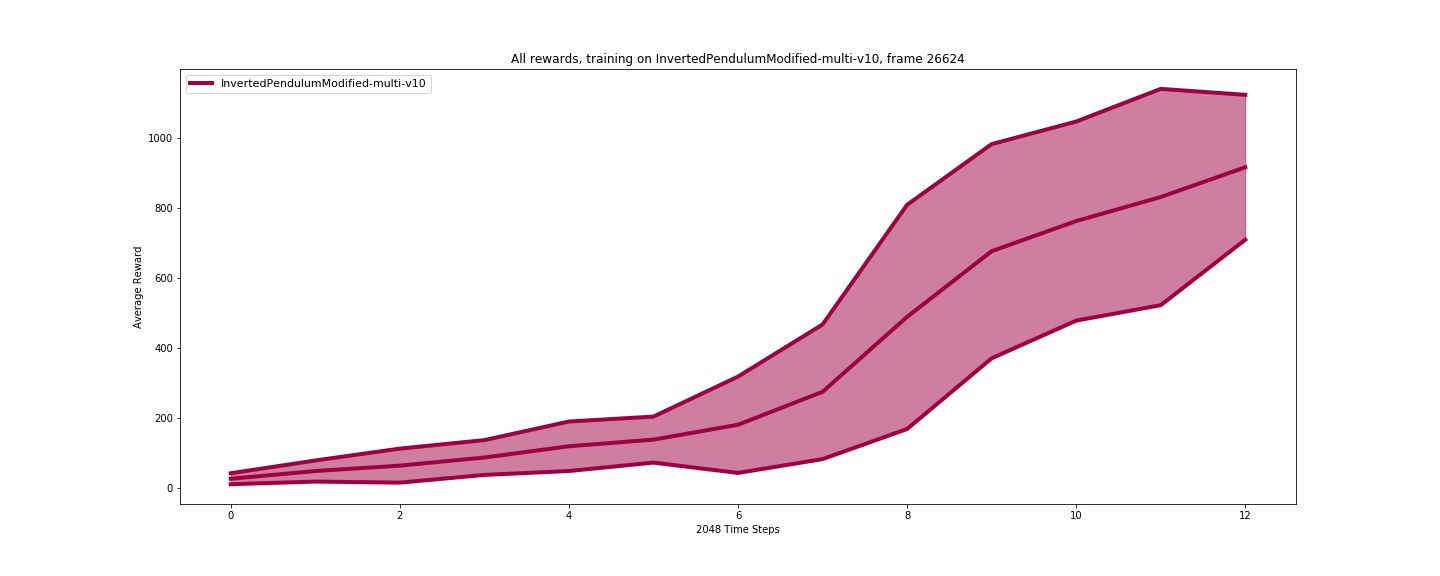 All rewards, training on InvertedPendulumModified-multi-v10, frame 26624
InvertedPendulumModified-multi-v10
Average Reward
1000
800
600
400
200
0
0 2 4 6 8 10 12
2048 Time Steps